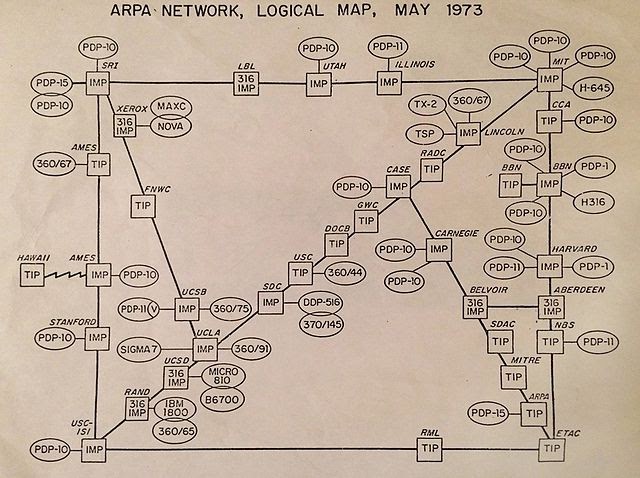 ARPA NETWORK, LOGICAL MAP, MAY 1973
PDP-10
SRI
PDP-15
IMP
PDP-10
LBL
316
IMP
PDP-10
UTAH
IMP
PDP-11
ILLINOIS
IMP
PDP-10
PDP-10
MIT
PDP-10
IMP
H-645
XEROX
MAXC
316
IMP
NOVA
TX-2
360/67
TSP
IMP
LINCOLN
CCA
TIP
PDP-10
AMES
360/67
TIP
RADC
TIP
CASE
PDP-10
IMP
PDP-10
BBN
TIP
BBN
IMP
PDP-1
PDP-10
H316
FNWC
TIP
GWC
TIP
DOCB
TIP
CARNEGIE
PDP-10
IMP
PDP-10
PDP-10
HARVARD
PDP-11
IMP
PDP-1
HAWAII
TIP
AMES
IMP
PDP-10
USC
TIP
360/44
UCSB
PDP-11
V
IMP
360/75
SDC
IMP
DDP-516
370/145
BELVOIR
316
IMP
ABERDEEN
316
IMP
STANFORD
PDP-10
IMP
UCLA
SIGMA7
IMP
360/91
SDAC
TIP
NBS
TIP
PDP-11
UCSD
316
IMP
MICRO
810
B6700
MITRE
TIP
RAND
316
IMP
IBM
1800
360/65
ARPA
PDP-15
TIP
USC-
ISI
PDP-10
IMP
RML
TIP
ETAC
TIP